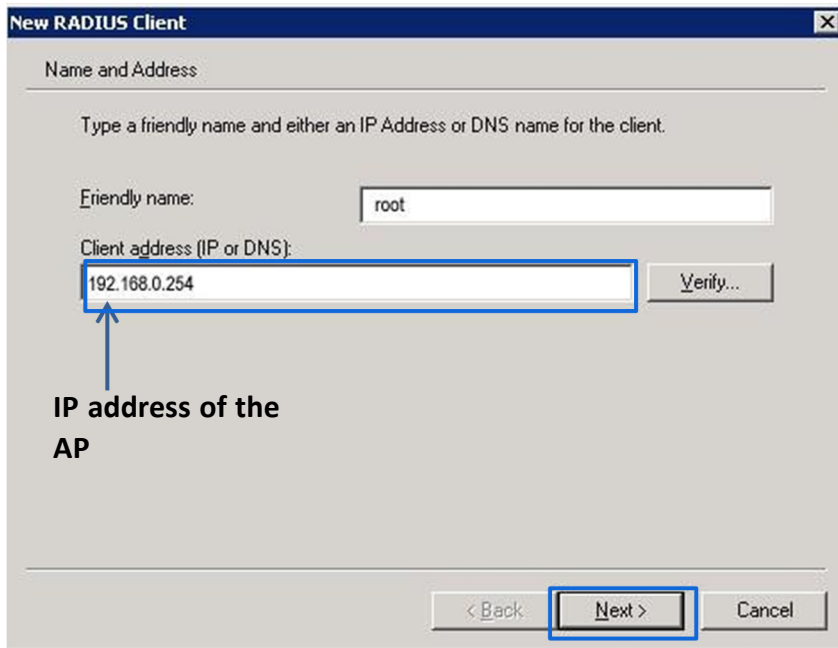 New RADIUS Client
Name and Address
Type a friendly name and either an IP Address or DNS name for the client.
Friendly name:
root
Client address (IP or DNS):
192.168.0.254
Verify...
IP address of the
AP
< Back
Next >
Cancel